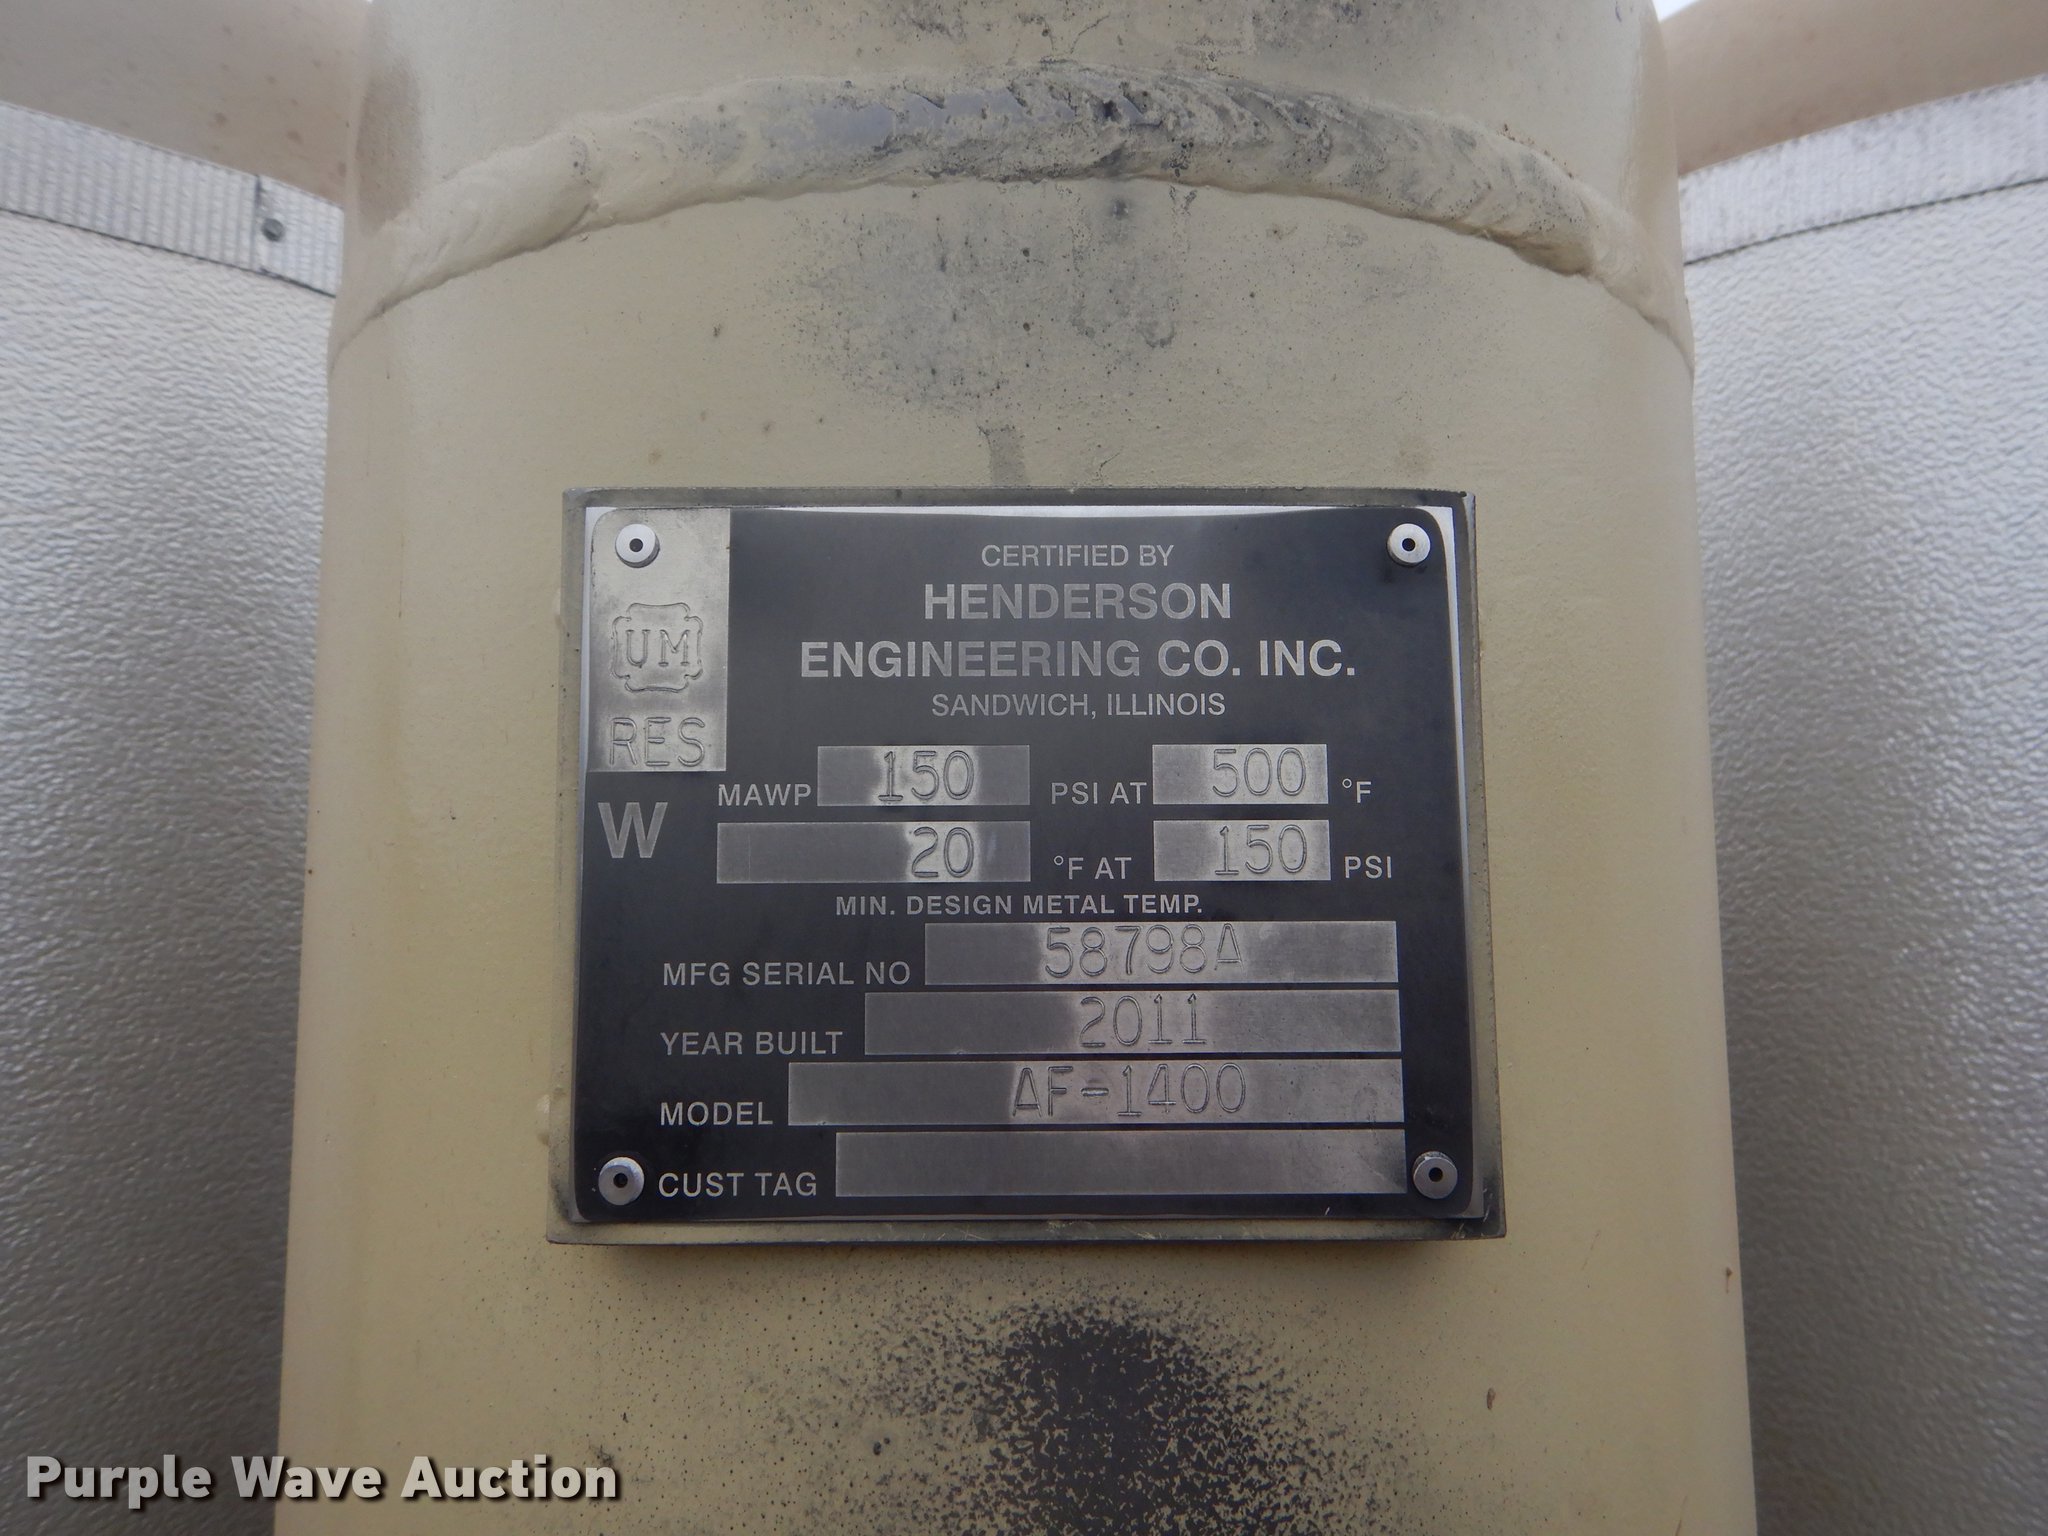 CERTIFIED BY
HENDERSON
ENGINEERING CO. INC.
SANDWICH, ILLINOIS
UM
RES
W
MAWP 150 PSI AT 500 °F
20 °F AT 150 PSI
MIN. DESIGN METAL TEMP.
MFG SERIAL NO 58798A
YEAR BUILT 2011
MODEL AF-1400
CUST TAG
Purple Wave Auction